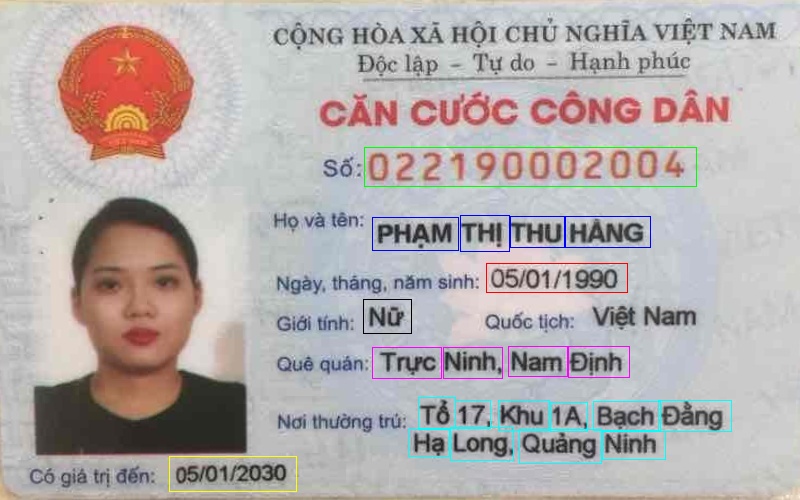 CỘNG HÒA XÃ HỘI CHỦ NGHĨA VIỆT NAM
Độc lập - Tự do - Hạnh phúc
CĂN CƯỚC CÔNG DÂN
Số: 022190002004
Họ và tên: PHẠM THỊ THU HẰNG
Ngày, tháng, năm sinh: 05/01/1990
Giới tính: Nữ Quốc tịch: Việt Nam
Quê quán: Trực Ninh, Nam Định
Nơi thường trú: Tổ 17, Khu 1A, Bạch Đằng
Hạ Long, Quảng Ninh
Có giá trị đến: 05/01/2030